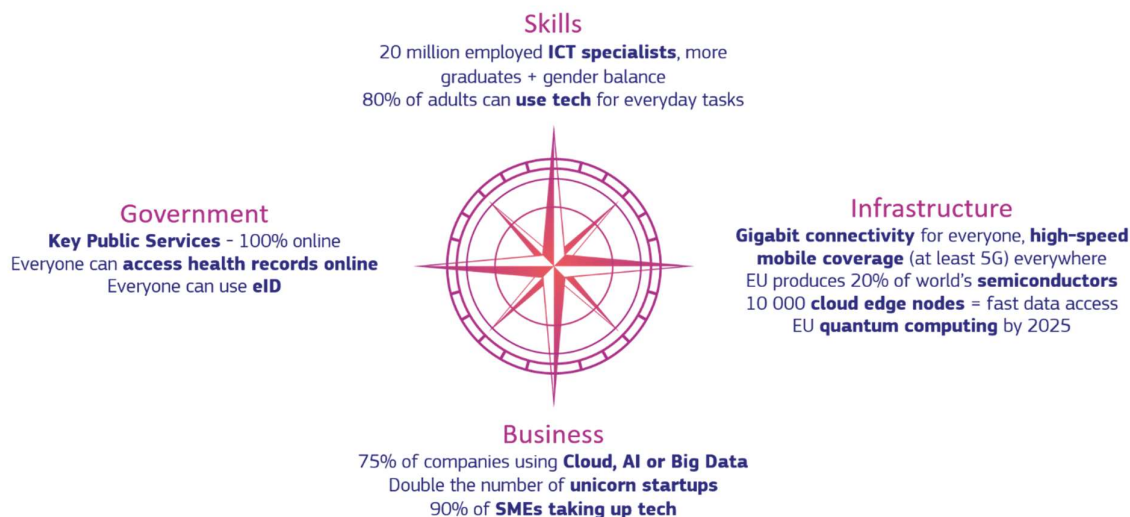 Skills
20 million employed ICT specialists, more
graduates + gender balance
80% of adults can use tech for everyday tasks
Government
Key Public Services - 100% online
Everyone can access health records online
Everyone can use eID
Infrastructure
Gigabit connectivity for everyone, high-speed
mobile coverage (at least 5G) everywhere
EU produces 20% of world's semiconductors
10 000 cloud edge nodes = fast data access
EU quantum computing by 2025
Business
75% of companies using Cloud, AI or Big Data
Double the number of unicorn startups
90% of SMEs taking up tech